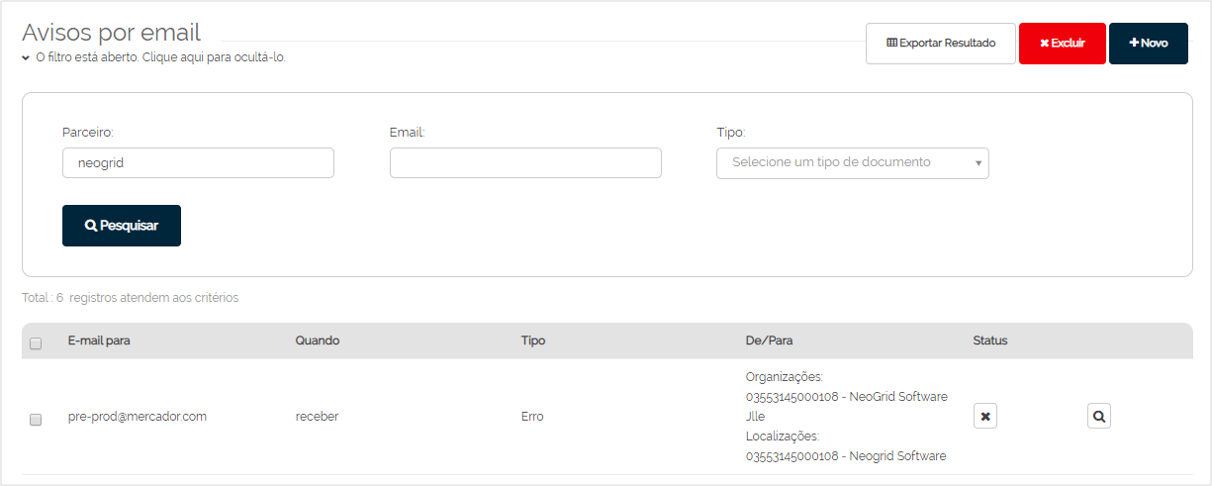 Avisos por email
O filtro está aberto. Clique aqui para ocultá-lo.
Exportar Resultado
Excluir
Novo
Parceiro:
Email:
Tipo:
neogrid
Selecione um tipo de documento
Pesquisar
Total : 6 registros atendem aos critérios
E-mail para
Quando
Tipo
De/Para
Status
pre-prod@mercador.com
receber
Erro
Organizações:
03553145000108 - NeoGrid Software
Jlle
Localizações:
03553145000108 - Neogrid Software